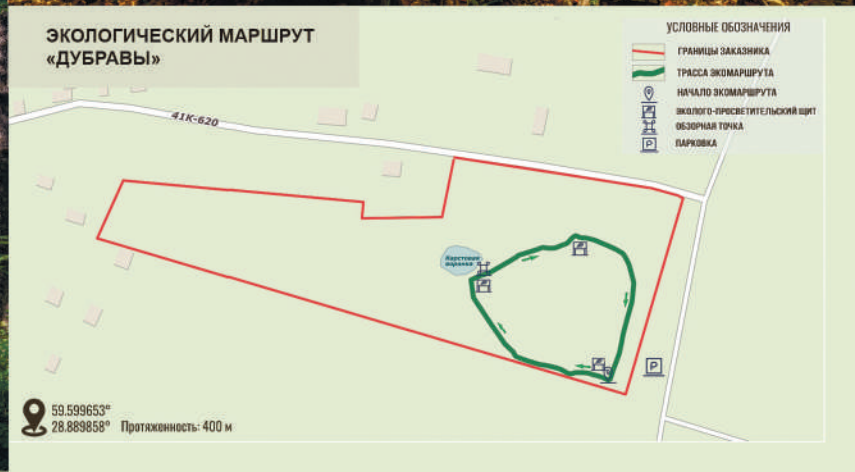 ЭКОЛОГИЧЕСКИЙ МАРШРУТ
«ДУБРАВЫ»
УСЛОВНЫЕ ОБОЗНАЧЕНИЯ
ГРАНИЦЫ ЗАКАЗНИКА
ТРАССА ЭКОМАРШРУТА
НАЧАЛО ЭКОМАРШРУТА
ЭКОЛОГО-ПРОСВЕТИТЕЛЬСКИЙ ЩИТ
ОБЗОРНАЯ ТОЧКА
P ПАРКОВКА
41К-620
Карстовая
воронка
P
59.599653°
28.889858° Протяженность: 400 м